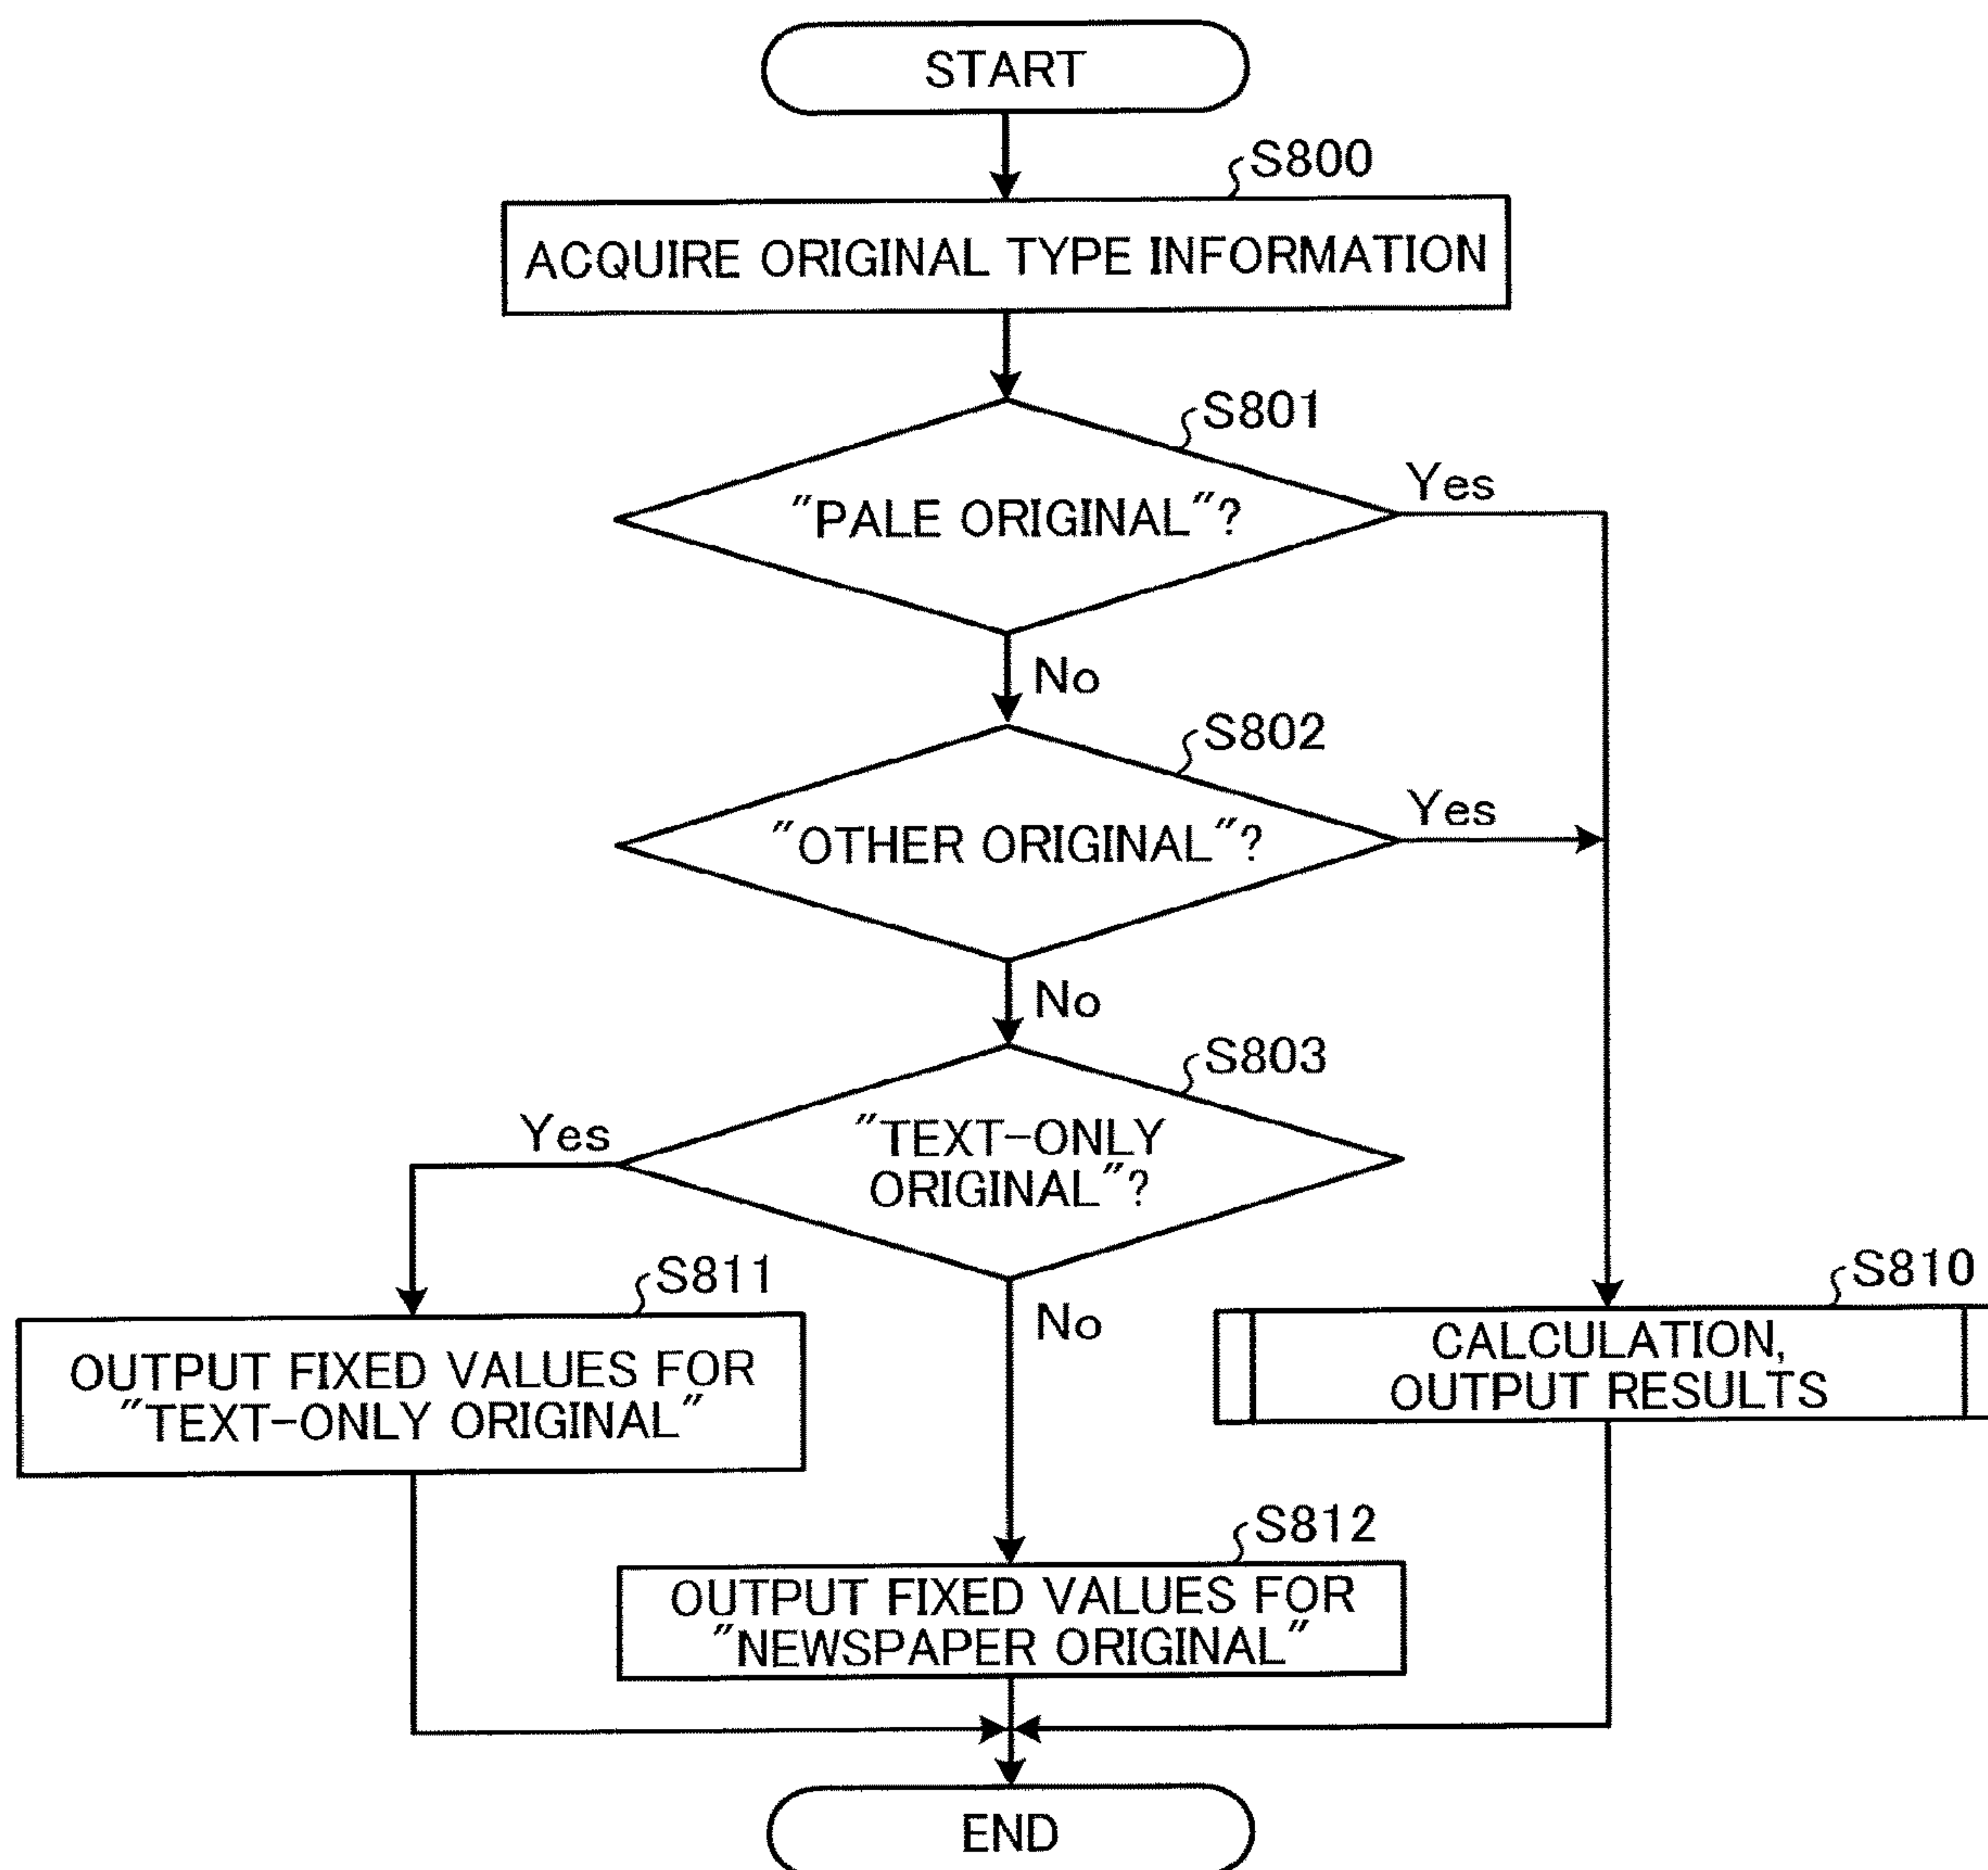 START
S800
ACQUIRE ORIGINAL TYPE INFORMATION
S801
"PALE ORIGINAL"?
Yes
No
S802
"OTHER ORIGINAL"?
Yes
No
S803
"TEXT-ONLY
ORIGINAL"?
Yes
No
S811
OUTPUT FIXED VALUES FOR
"TEXT-ONLY ORIGINAL"
S810
CALCULATION,
OUTPUT RESULTS
S812
OUTPUT FIXED VALUES FOR
"NEWSPAPER ORIGINAL"
END